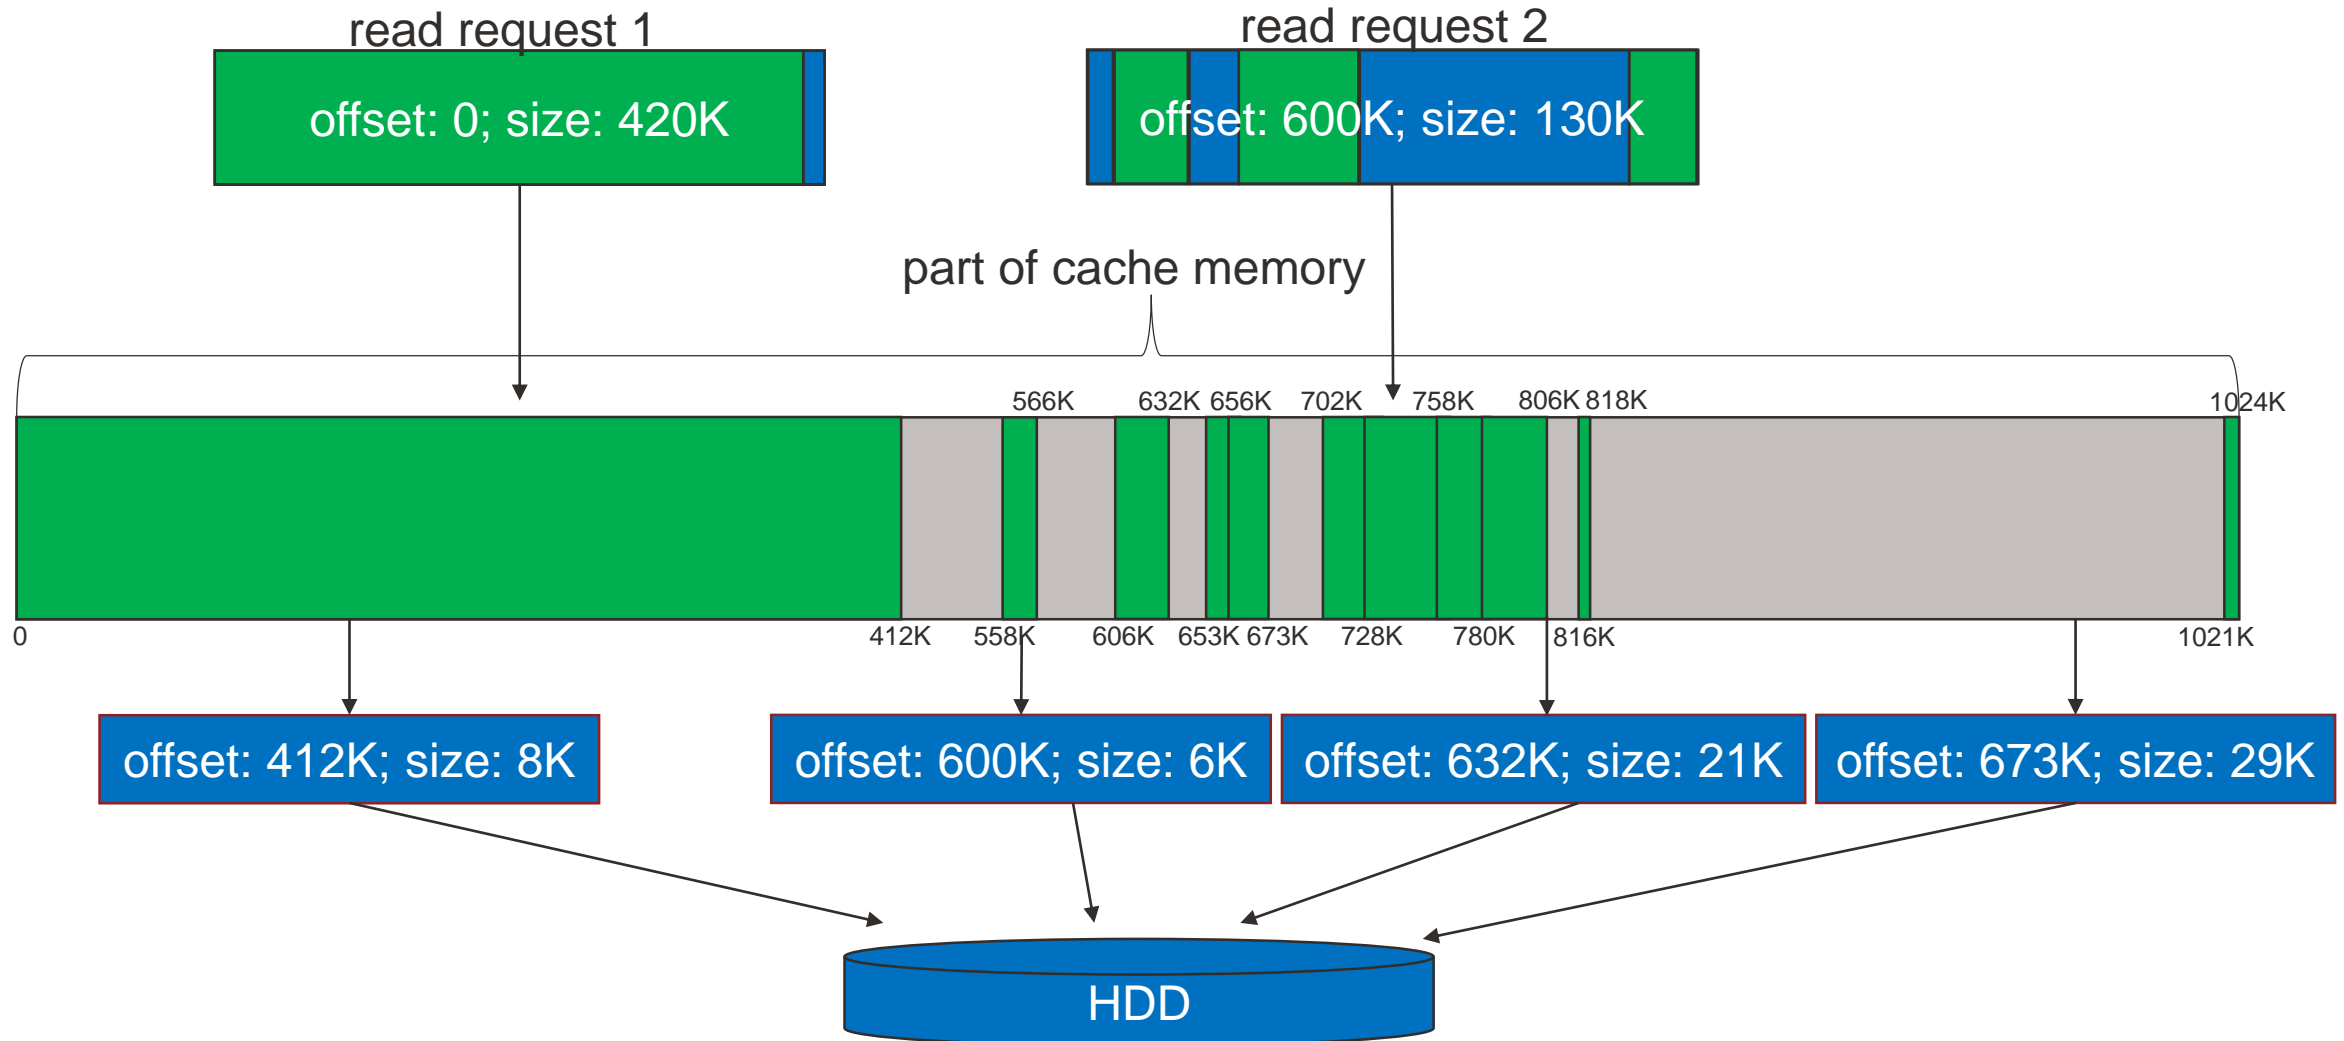 read request 1
read request 2
offset: 0; size: 420K
offset: 600K; size: 130K
part of cache memory
566K
632K
656K
702K
758K
806K
818K
1024K
0
412K
558K
606K
653K
673K
728K
780K
816K
1021K
offset: 412K; size: 8K
offset: 600K; size: 6K
offset: 632K; size: 21K
offset: 673K; size: 29K
HDD